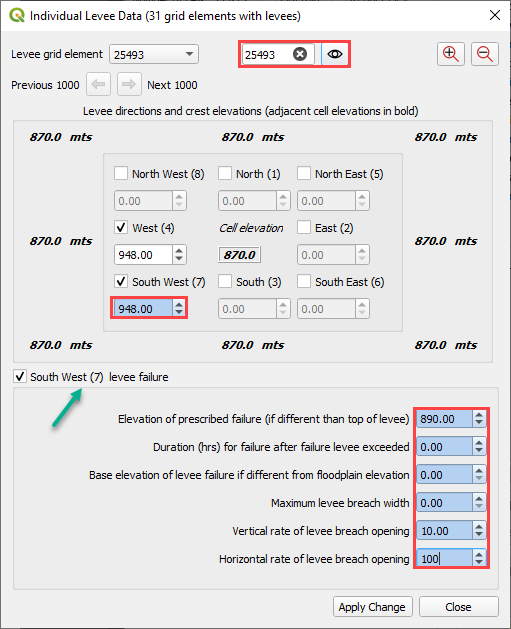 Individual Levee Data (31 grid elements with levees)
Levee grid element 25493 25493
Previous 1000 Next 1000
Levee directions and crest elevations (adjacent cell elevations in bold)
870.0 mts 870.0 mts 870.0 mts
North West (8) North (1) North East (5)
0.00 0.00 0.00
West (4) Cell elevation East (2)
870.0 mts 948.00 870.0 0.00 870.0 mts
South West (7) South (3) South East (6)
948.00 0.00 0.00
870.0 mts 870.0 mts 870.0 mts
South West (7) levee failure
Elevation of prescribed failure (if different than top of levee) 890.00
Duration (hrs) for failure after failure levee exceeded 0.00
Base elevation of levee failure if different from floodplain elevation 0.00
Maximum levee breach width 0.00
Vertical rate of levee breach opening 10.00
Horizontal rate of levee breach opening 100
Apply Change Close